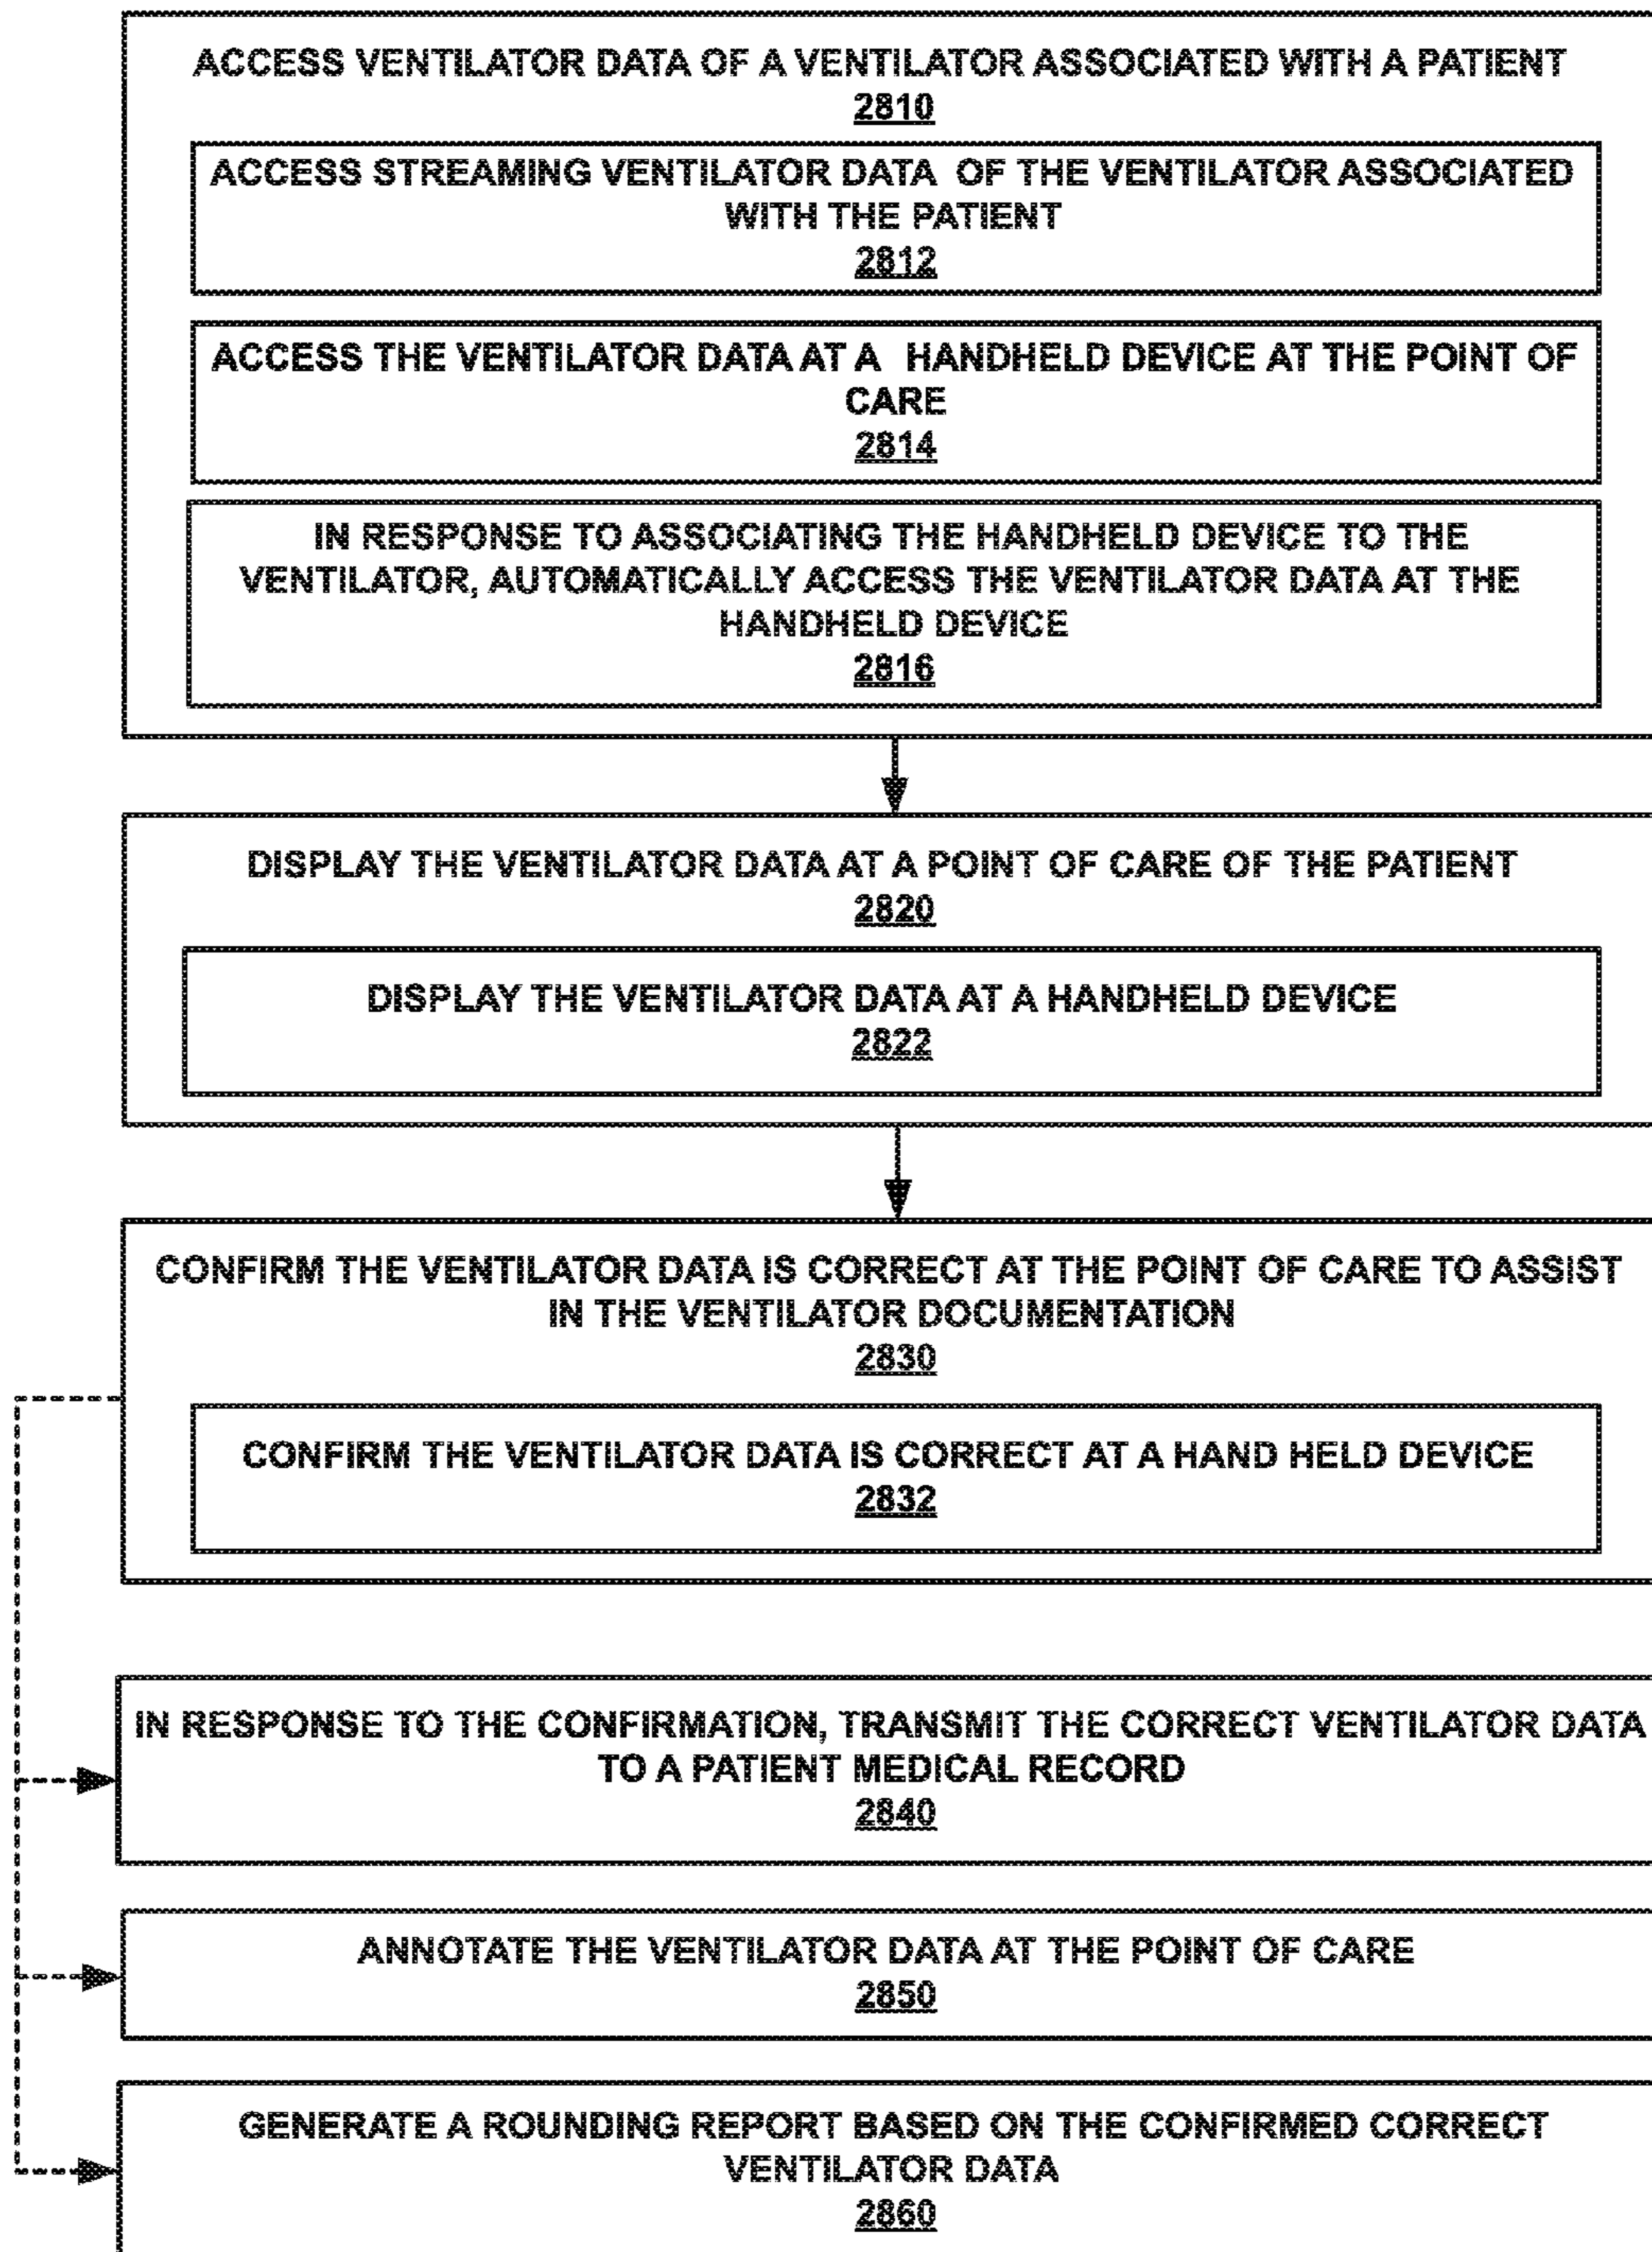 ACCESS VENTILATOR DATA OF A VENTILATOR ASSOCIATED WITH A PATIENT
2810
ACCESS STREAMING VENTILATOR DATA OF THE VENTILATOR ASSOCIATED
WITH THE PATIENT
2812
ACCESS THE VENTILATOR DATA AT A HANDHELD DEVICE AT THE POINT OF
CARE
2814
IN RESPONSE TO ASSOCIATING THE HANDHELD DEVICE TO THE
VENTILATOR, AUTOMATICALLY ACCESS THE VENTILATOR DATA AT THE
HANDHELD DEVICE
2816
DISPLAY THE VENTILATOR DATA AT A POINT OF CARE OF THE PATIENT
2820
DISPLAY THE VENTILATOR DATA AT A HANDHELD DEVICE
2822
CONFIRM THE VENTILATOR DATA IS CORRECT AT THE POINT OF CARE TO ASSIST
IN THE VENTILATOR DOCUMENTATION
2830
CONFIRM THE VENTILATOR DATA IS CORRECT AT A HAND HELD DEVICE
2832
IN RESPONSE TO THE CONFIRMATION, TRANSMIT THE CORRECT VENTILATOR DATA
TO A PATIENT MEDICAL RECORD
2840
ANNOTATE THE VENTILATOR DATA AT THE POINT OF CARE
2850
GENERATE A ROUNDING REPORT BASED ON THE CONFIRMED CORRECT
VENTILATOR DATA
2860